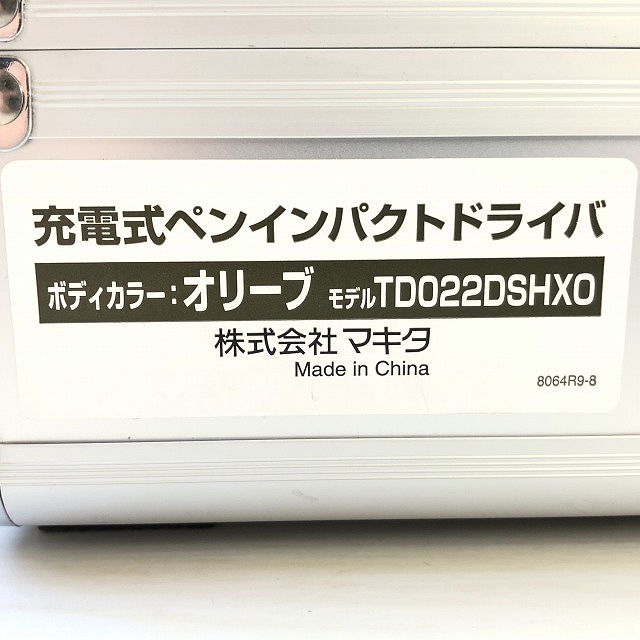 充電式ペンインパクトドライバ
ボディカラー：オリーブ モデルTD022DSHXO
株式会社マキタ
Made in China
8064R9-8